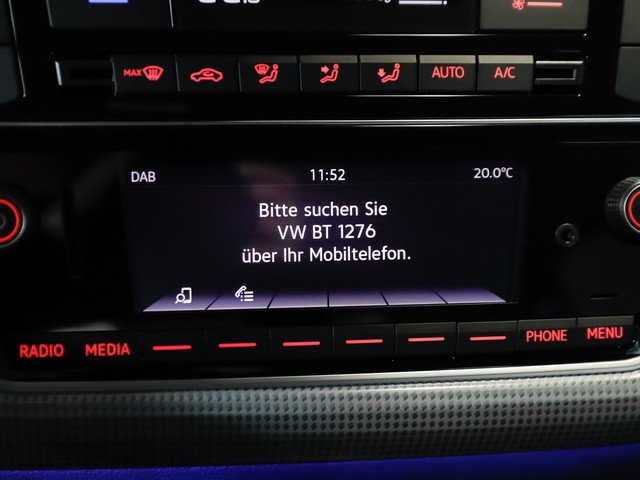 MAX
AUTO
A/C
DAB
11:52
20.0°C
Bitte suchen Sie
VW BT 1276
über Ihr Mobiltelefon.
RADIO
MEDIA
PHONE
MENU